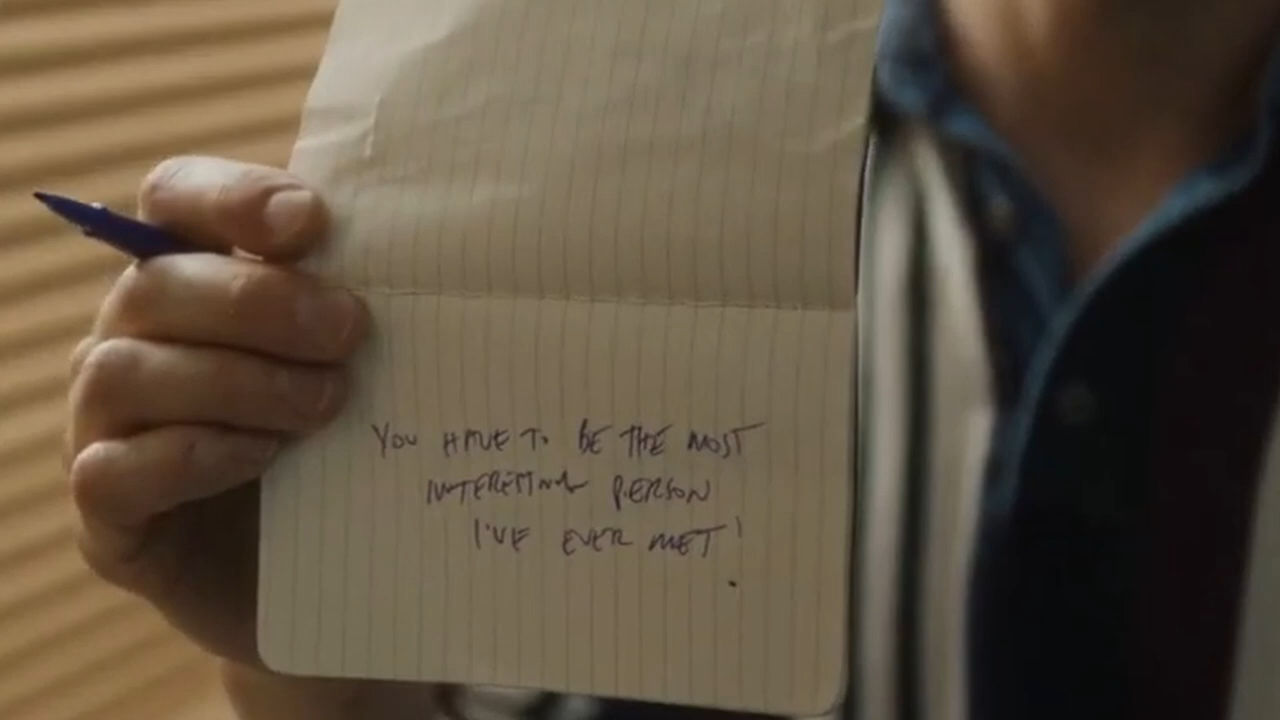 YOU HAVE TO BE THE MOST
INTERESTING PERSON
I'VE EVER MET!